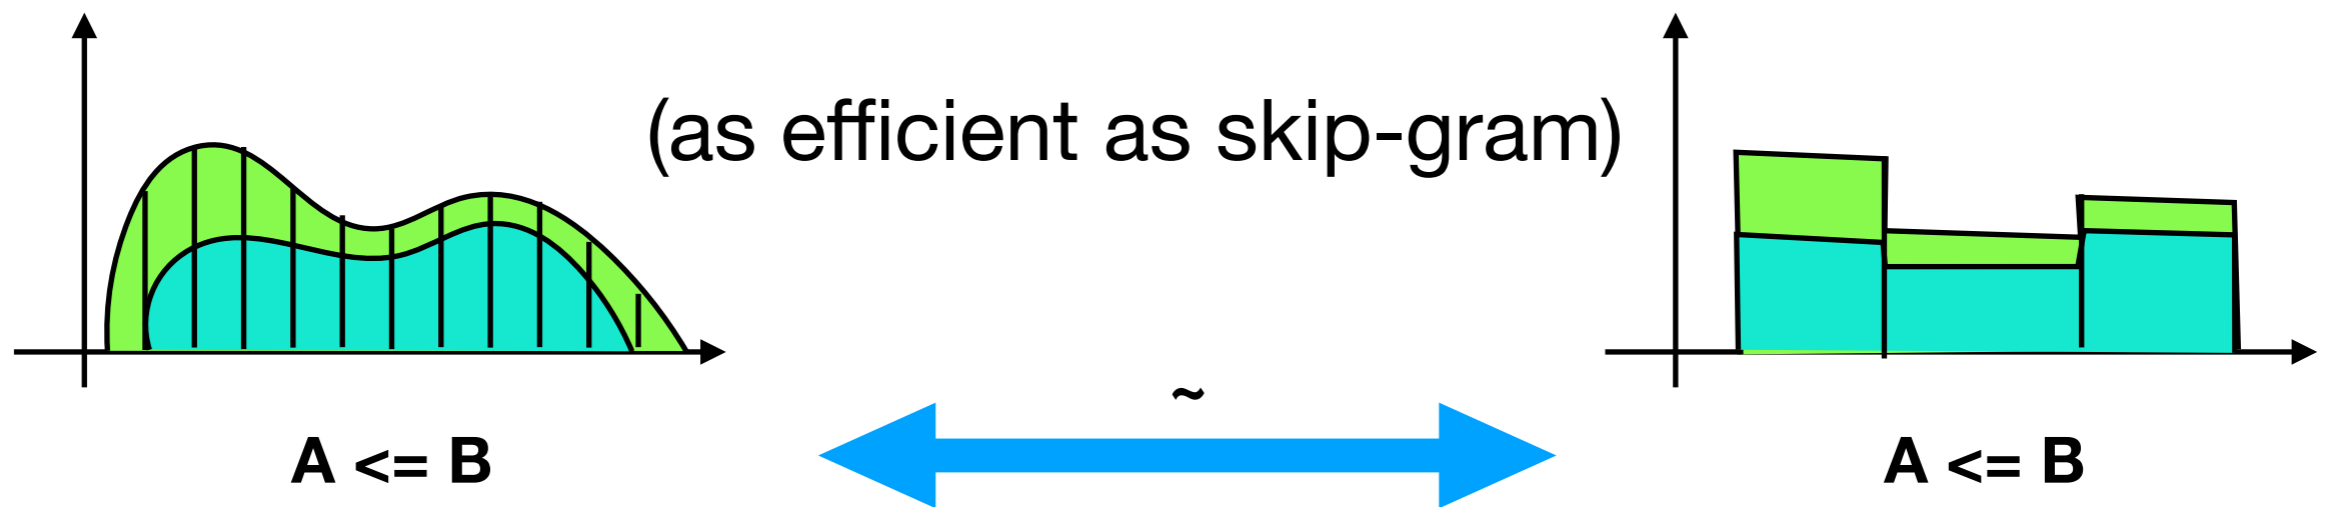 (as efficient as skip-gram)
~
A <= B
A <= B